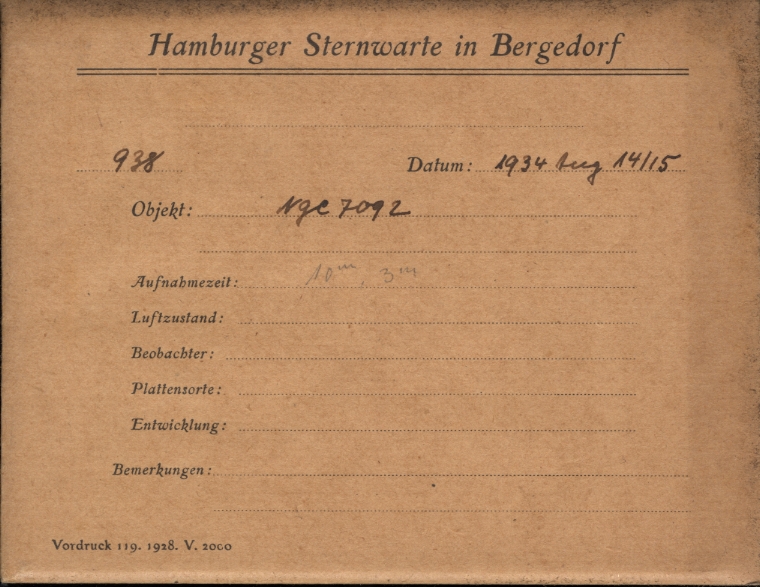 Hamburger Sternwarte in Bergedorf
938 Datum: 1934 Aug 14/15
Objekt: NGC 7092
Aufnahmezeit: 10m, 3m
Luftzustand:
Beobachter:
Plattensorte:
Entwicklung:
Bemerkungen:
Vordruck 119. 1928. V. 2000